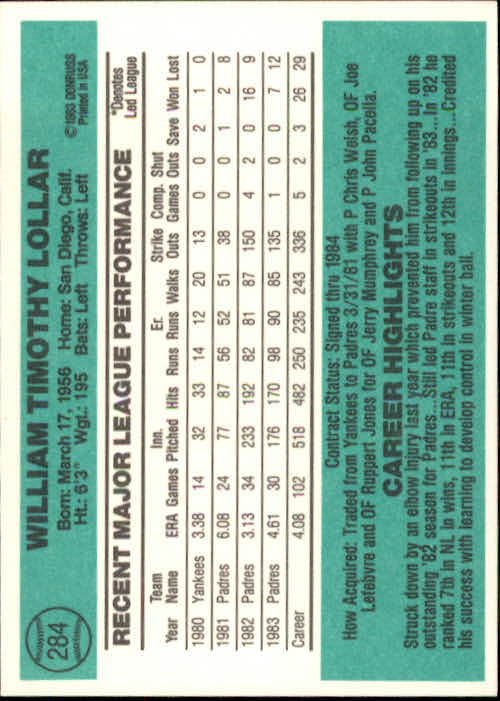 284
WILLIAM TIMOTHY LOLLAR
Born: March 17, 1956 Home: San Diego, Calif.
Ht.: 6'3" Wgt.: 195 Bats: Left Throws: Left
© 1983 DONRUSS
Printed in USA
RECENT MAJOR LEAGUE PERFORMANCE
*Denotes
Led League
Team Inn. Er. Strike Comp. Shut
Year Name ERA Games Pitched Hits Runs Runs Walks Outs Games Outs Save Won Lost
1980 Yankees 3.38 14 32 33 14 12 20 13 0 0 2 1 0
1981 Padres 6.08 24 77 87 56 52 51 38 0 0 1 2 8
1982 Padres 3.13 34 233 192 82 81 87 150 4 2 0 16 9
1983 Padres 4.61 30 176 170 98 90 85 135 1 0 0 7 12
Career 4.08 102 518 482 250 235 243 336 5 2 3 26 29
Contract Status: Signed thru 1984
How Acquired: Traded from Yankees to Padres 3/31/81 with P Chris Welsh, OF Joe
Lefebvre and OF Ruppert Jones for OF Jerry Mumphrey and P John Pacella.
CAREER HIGHLIGHTS
Struck down by an elbow injury last year which prevented him from following up on his
outstanding '82 season for Padres...Still led Padre staff in strikeouts in '83...In '82 he
ranked 7th in NL in wins, 11th in ERA, 11th in strikeouts and 12th in innings...Credited
his success with learning to develop control in winter ball.